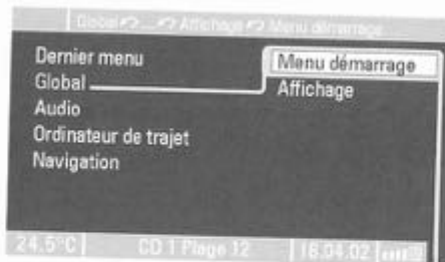 Global ... Affichage Menu démarrage
Dernier menu
Menu démarrage
Global
Affichage
Audio
Ordinateur de trajet
Navigation
24.5°C CD 1 Plage 12 18.04.02